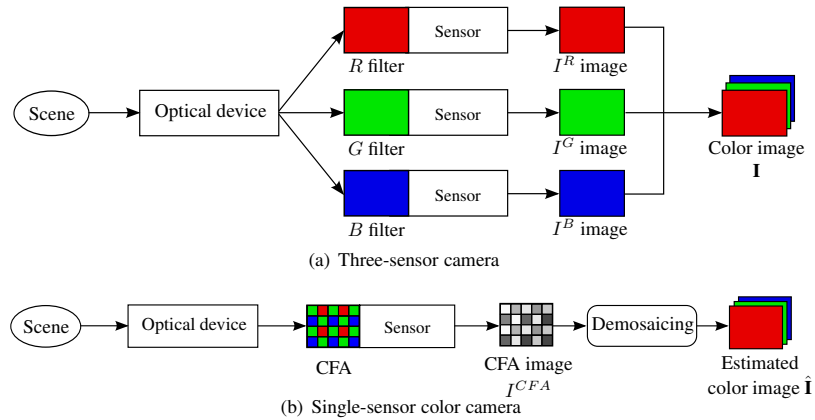 Sensor
R filter
I^R image
Scene
Optical device
Sensor
G filter
I^G image
Color image
I
Sensor
B filter
I^B image
(a) Three-sensor camera
Scene
Optical device
Sensor
Demosaicing
CFA
CFA image
I^{CFA}
Estimated
color image Î
(b) Single-sensor color camera